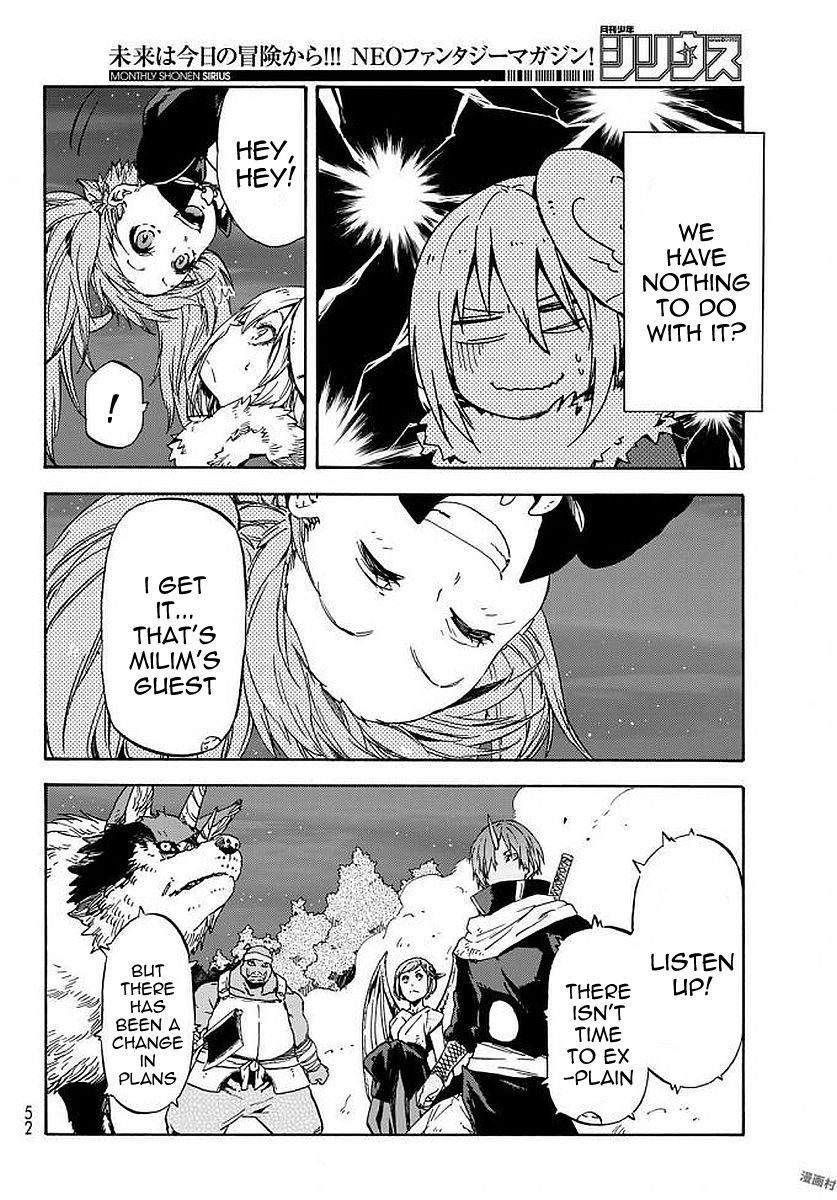 未来は今日の冒険から!!! NEOファンタジーマガジン!
月刊少年
シリウス
MONTHLY SHONEN SIRIUS
WE
HAVE
NOTHING
TO DO
WITH IT?
HEY,
HEY!
!
I GET
IT...
THAT'S
MILIM'S
GUEST
LISTEN
UP!
THERE
ISN'T
TIME
TO EX
-PLAIN
BUT
THERE
HAS
BEEN A
CHANGE
IN
PLANS
52
漫画村